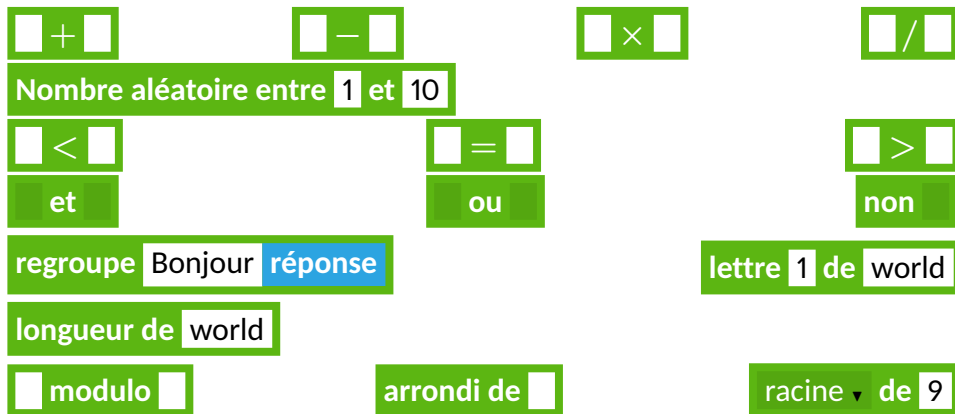 + − × /
Nombre aléatoire entre 1 et 10
< = >
et ou non
regroupe Bonjour réponse lettre 1 de world
longueur de world
modulo arrondi de racine ▾ de 9